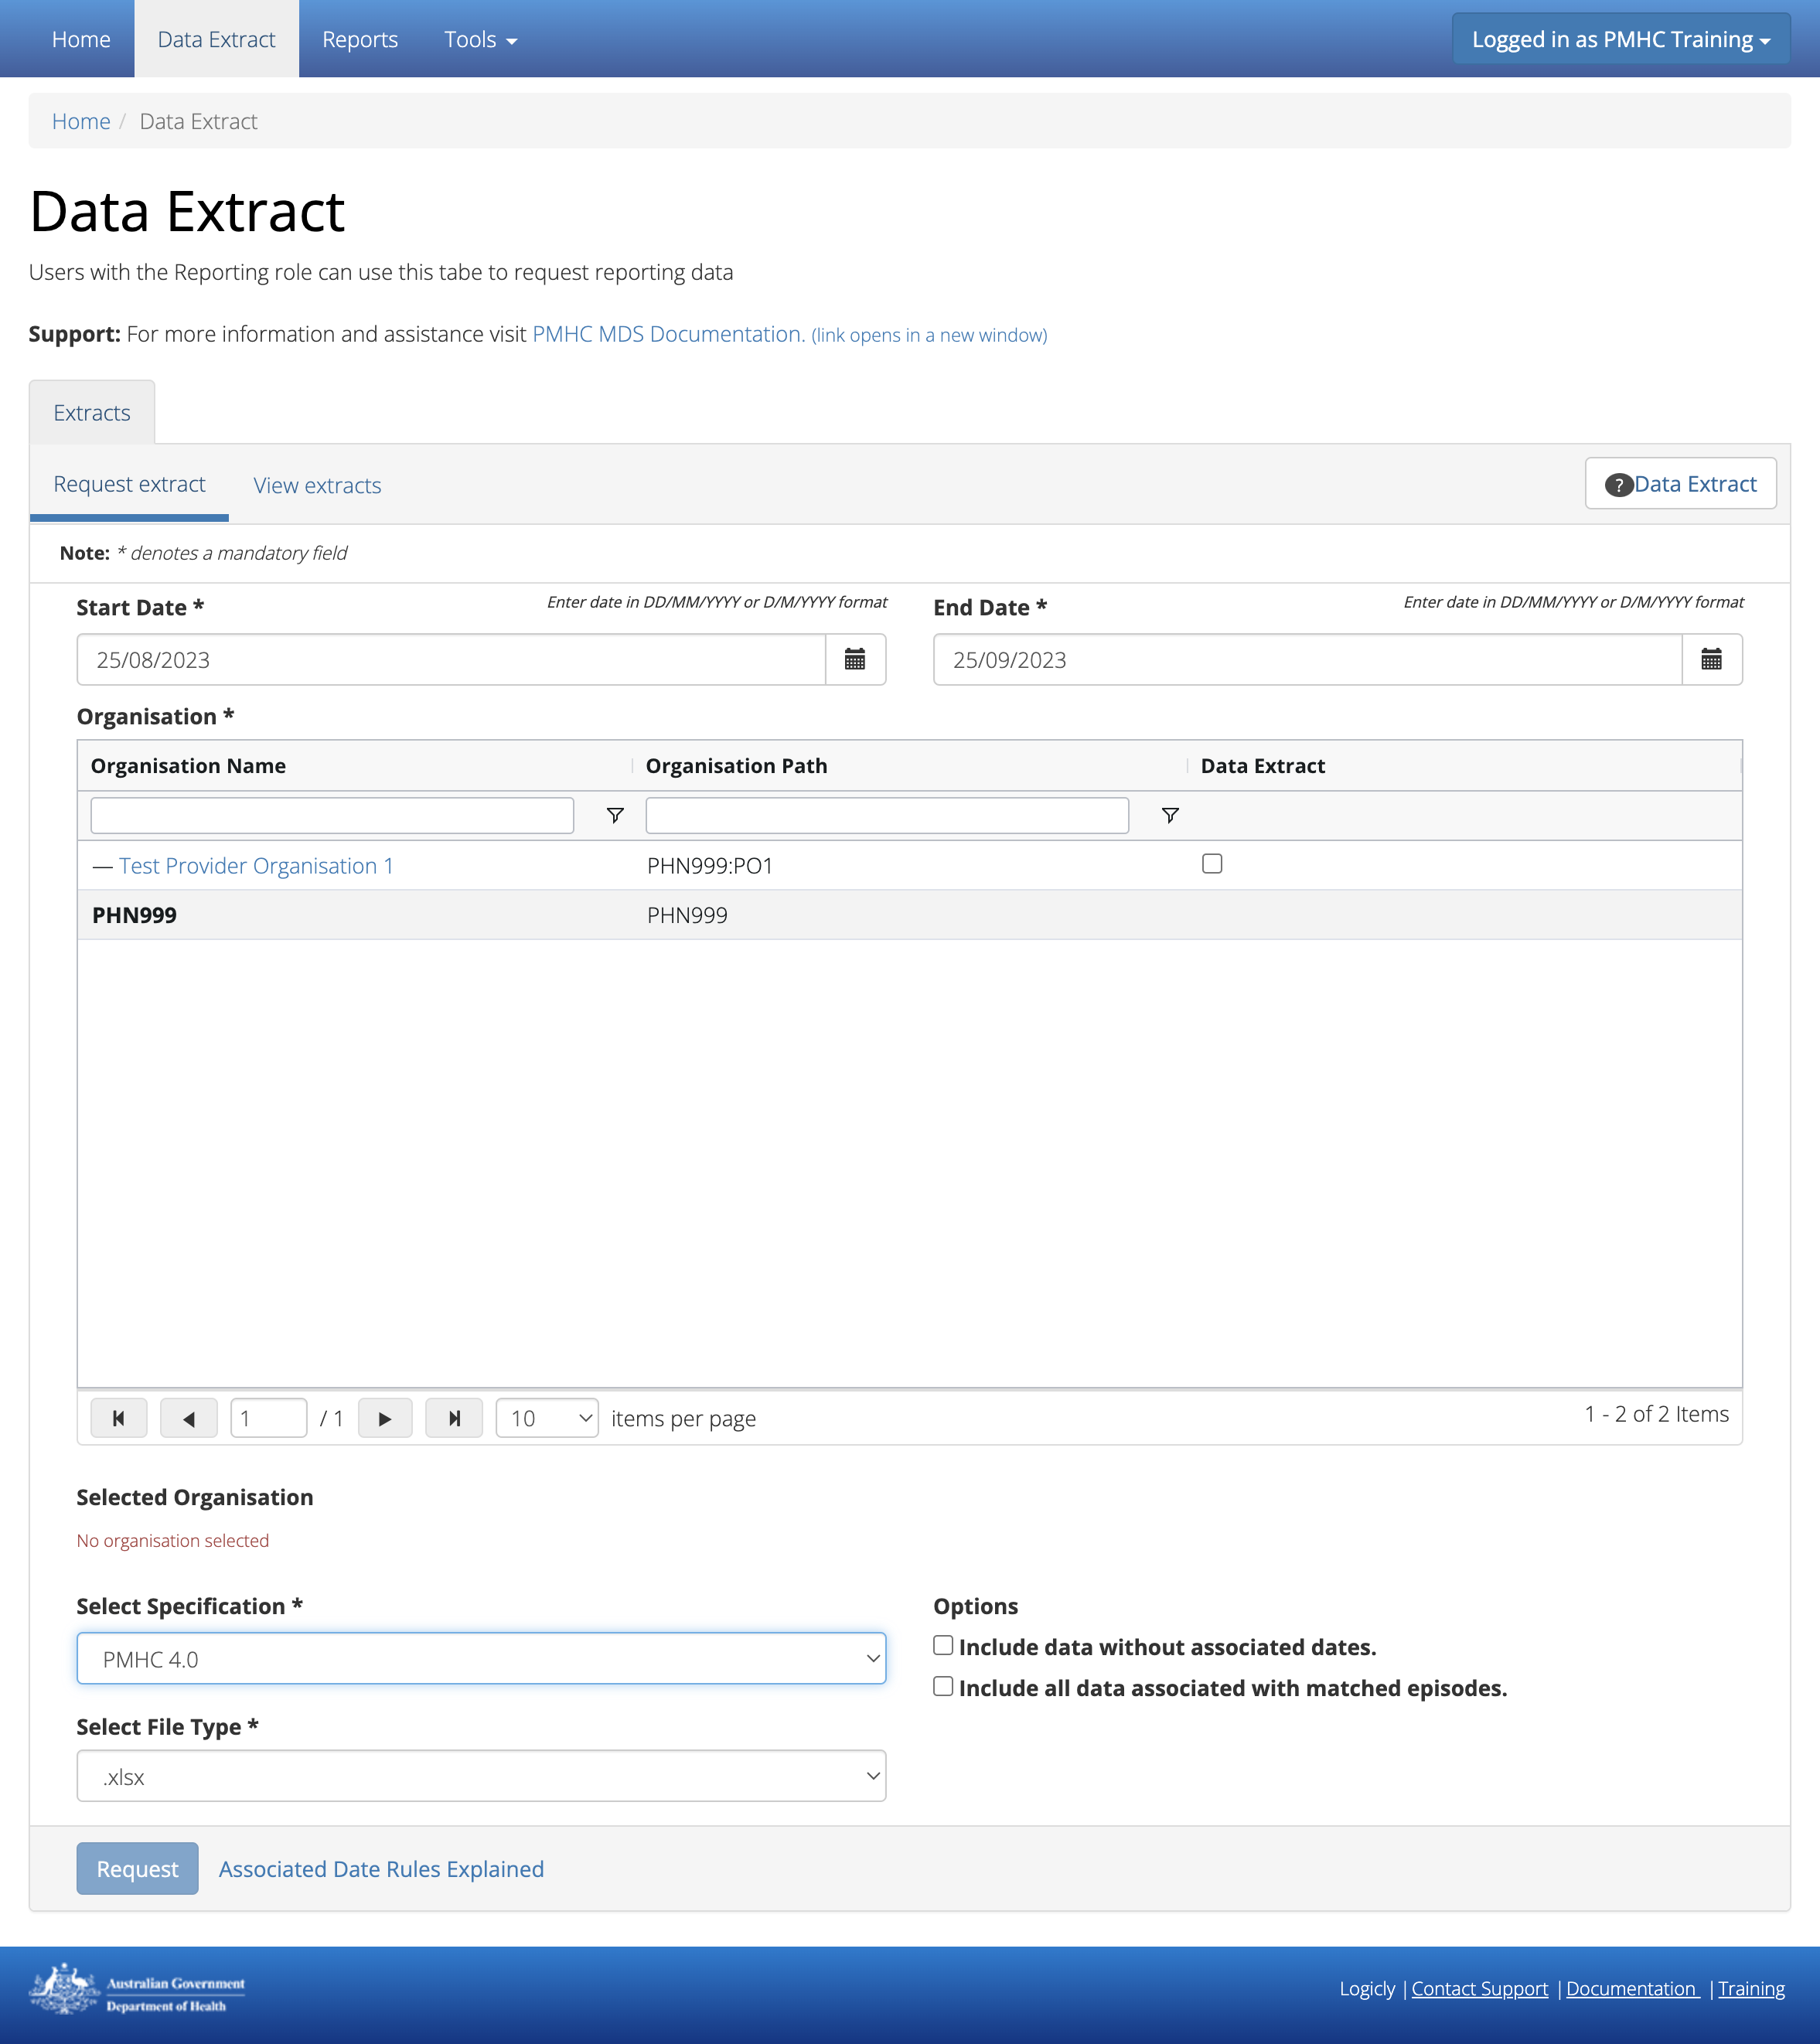 Home Data Extract Reports Tools Logged in as PMHC Training
Home / Data Extract
Data Extract
Users with the Reporting role can use this tabe to request reporting data
Support: For more information and assistance visit PMHC MDS Documentation. (link opens in a new window)
Extracts
Request extract View extracts ? Data Extract
Note: * denotes a mandatory field
Start Date * Enter date in DD/MM/YYYY or D/M/YYYY format End Date * Enter date in DD/MM/YYYY or D/M/YYYY format
25/08/2023 25/09/2023
Organisation *
Organisation Name Organisation Path Data Extract
— Test Provider Organisation 1 PHN999:PO1
PHN999 PHN999
1 / 1 10 items per page 1 - 2 of 2 Items
Selected Organisation
No organisation selected
Select Specification * Options
PMHC 4.0 Include data without associated dates.
Include all data associated with matched episodes.
Select File Type *
.xlsx
Request Associated Date Rules Explained
Australian Government
Department of Health
Logicly | Contact Support | Documentation | Training